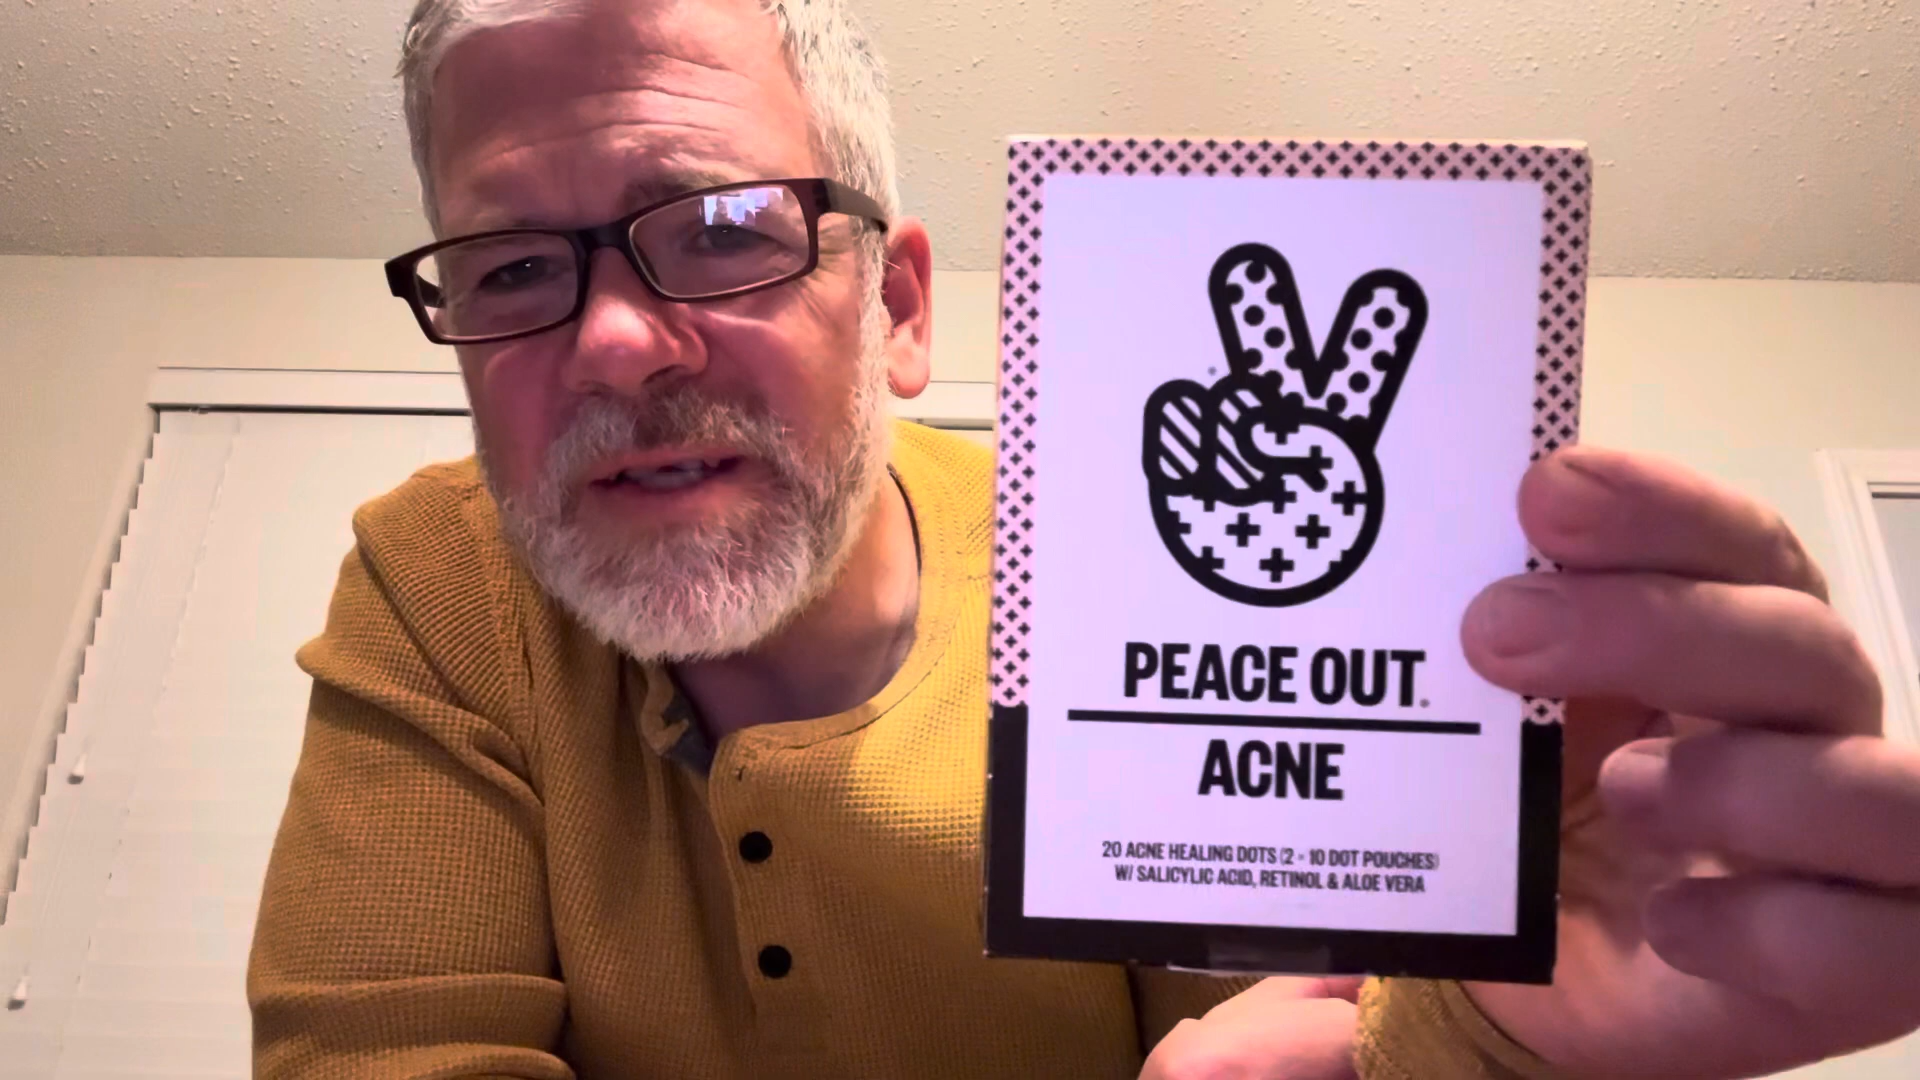 PEACE OUT®
ACNE
20 ACNE HEALING DOTS (2 - 10 DOT POUCHES)
W/ SALICYLIC ACID, RETINOL & ALOE VERA